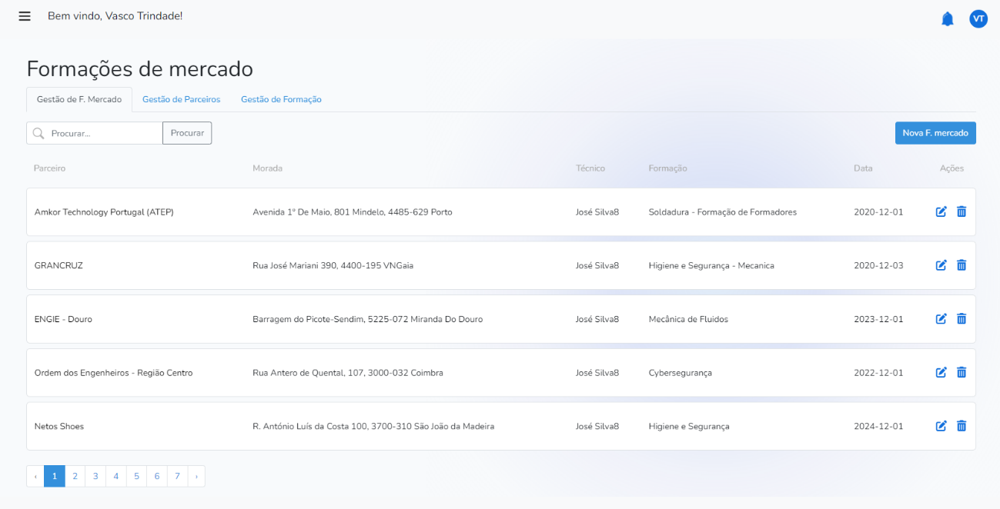 Bem vindo, Vasco Trindade!
VT
Formações de mercado
Gestão de F. Mercado Gestão de Parceiros Gestão de Formação
Procurar... Procurar Nova F. mercado
Parceiro Morada Técnico Formação Data Ações
Amkor Technology Portugal (ATEP) Avenida 1º De Maio, 801 Mindelo, 4485-629 Porto José Silva8 Soldadura - Formação de Formadores 2020-12-01
GRANCRUZ Rua José Mariani 390, 4400-195 VNGaia José Silva8 Higiene e Segurança - Mecanica 2020-12-03
ENGIE - Douro Barragem do Picote-Sendim, 5225-072 Miranda Do Douro José Silva8 Mecânica de Fluidos 2023-12-01
Ordem dos Engenheiros - Região Centro Rua Antero de Quental, 107, 3000-032 Coimbra José Silva8 Cybersegurança 2022-12-01
Netos Shoes R. António Luís da Costa 100, 3700-310 São João da Madeira José Silva8 Higiene e Segurança 2024-12-01
‹ 1 2 3 4 5 6 7 ›